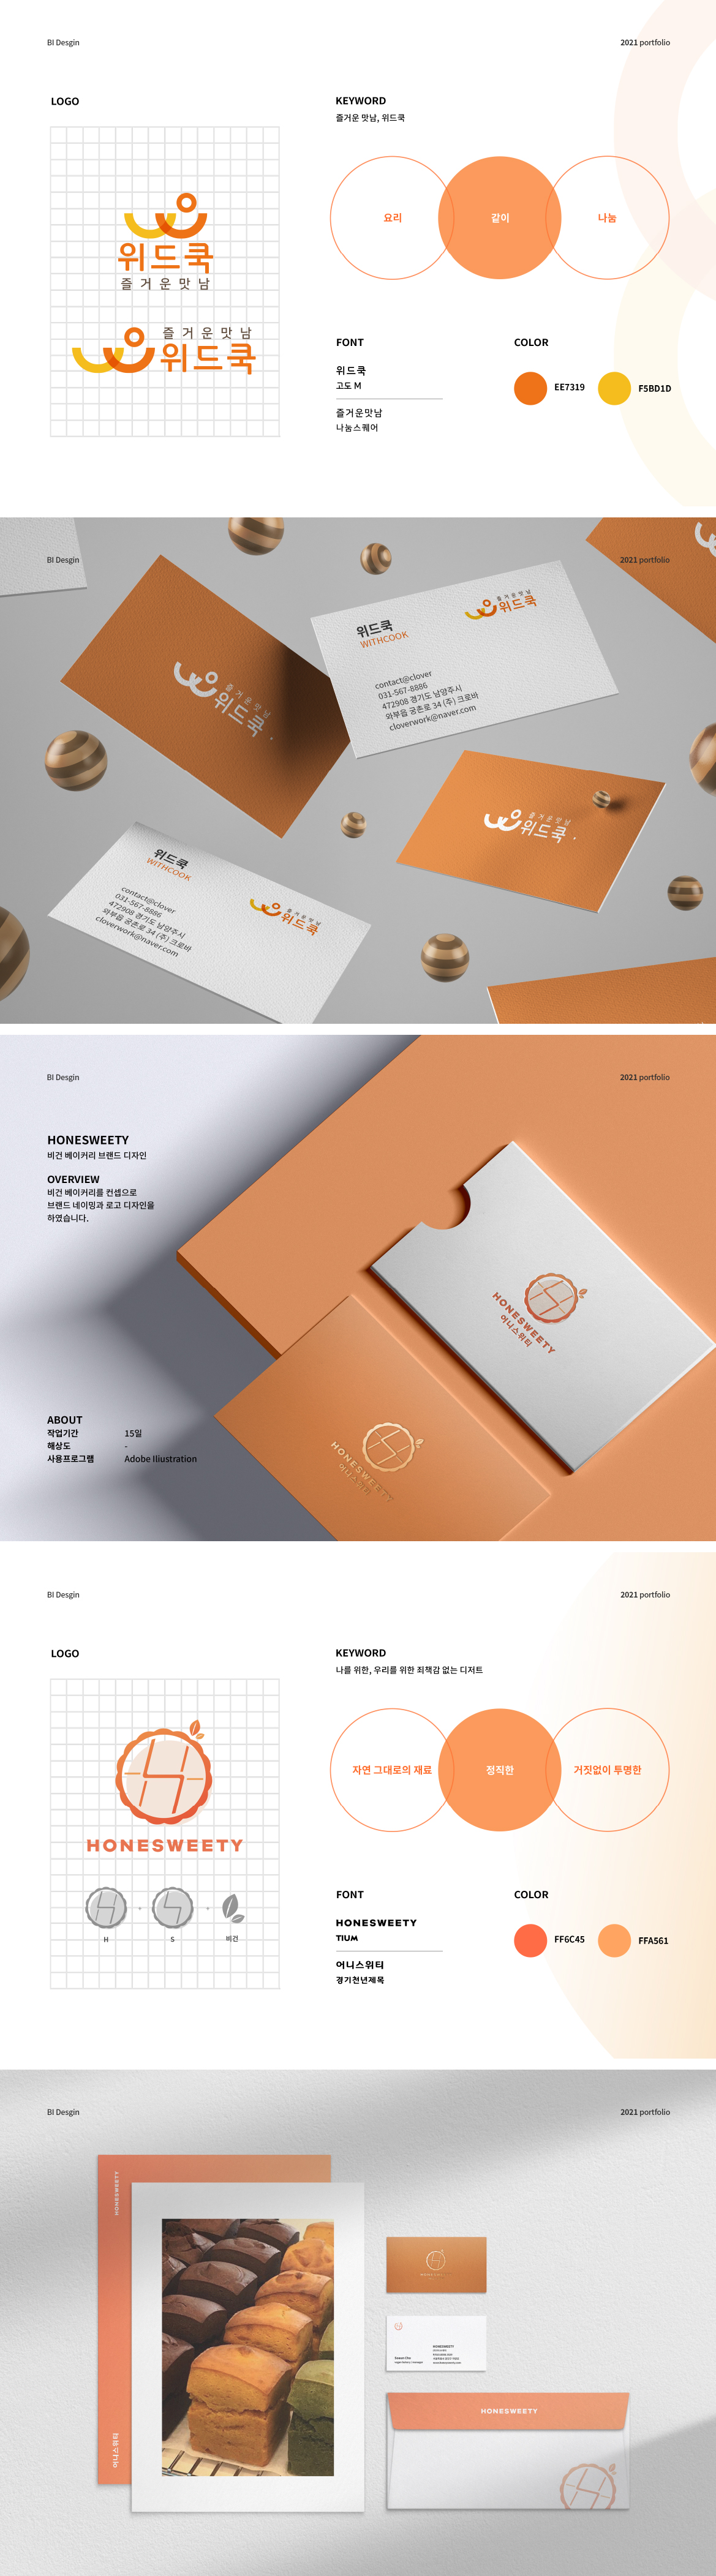 BI Desgin
2021 portfolio
LOGO
위드쿡
즐거운맛남
즐거운맛남
위드쿡
KEYWORD
즐거운 맛남, 위드쿡
요리
같이
나눔
FONT
위드쿡
고도 M
즐거운맛남
나눔스퀘어
COLOR
EE7319
F5BD1D
BI Desgin
2021 portfolio
즐거운맛남
위드쿡
위드쿡
WITHCOOK
즐거운맛남
위드쿡
contact@clover
031-567-8886
472908 경기도 남양주시
와부읍 궁촌로 34 (주) 크로바
cloverwork@naver.com
즐거운맛남
위드쿡
위드쿡
WITHCOOK
contact@clover
031-567-8886
472908 경기도 남양주시
와부읍 궁촌로 34 (주) 크로바
cloverwork@naver.com
즐거운맛남
위드쿡
BI Desgin
2021 portfolio
HONESWEETY
비건 베이커리 브랜드 디자인
OVERVIEW
비건 베이커리를 컨셉으로
브랜드 네이밍과 로고 디자인을
하였습니다.
HONESWEETY
어니스위티
HONESWEETY
어니스위티
ABOUT
작업기간 15일
해상도 -
사용프로그램 Adobe Iliustration
BI Desgin
2021 portfolio
LOGO
HONESWEETY
+ +
H S 비건
KEYWORD
나를 위한, 우리를 위한 죄책감 없는 디저트
자연 그대로의 재료
정직한
거짓없이 투명한
FONT
HONESWEETY
TIUM
어니스위티
경기천년제목
COLOR
FF6C45
FFA561
BI Desgin
2021 portfolio
HONESWEETY
어니스위티
HONESWEETY
HONESWEETY